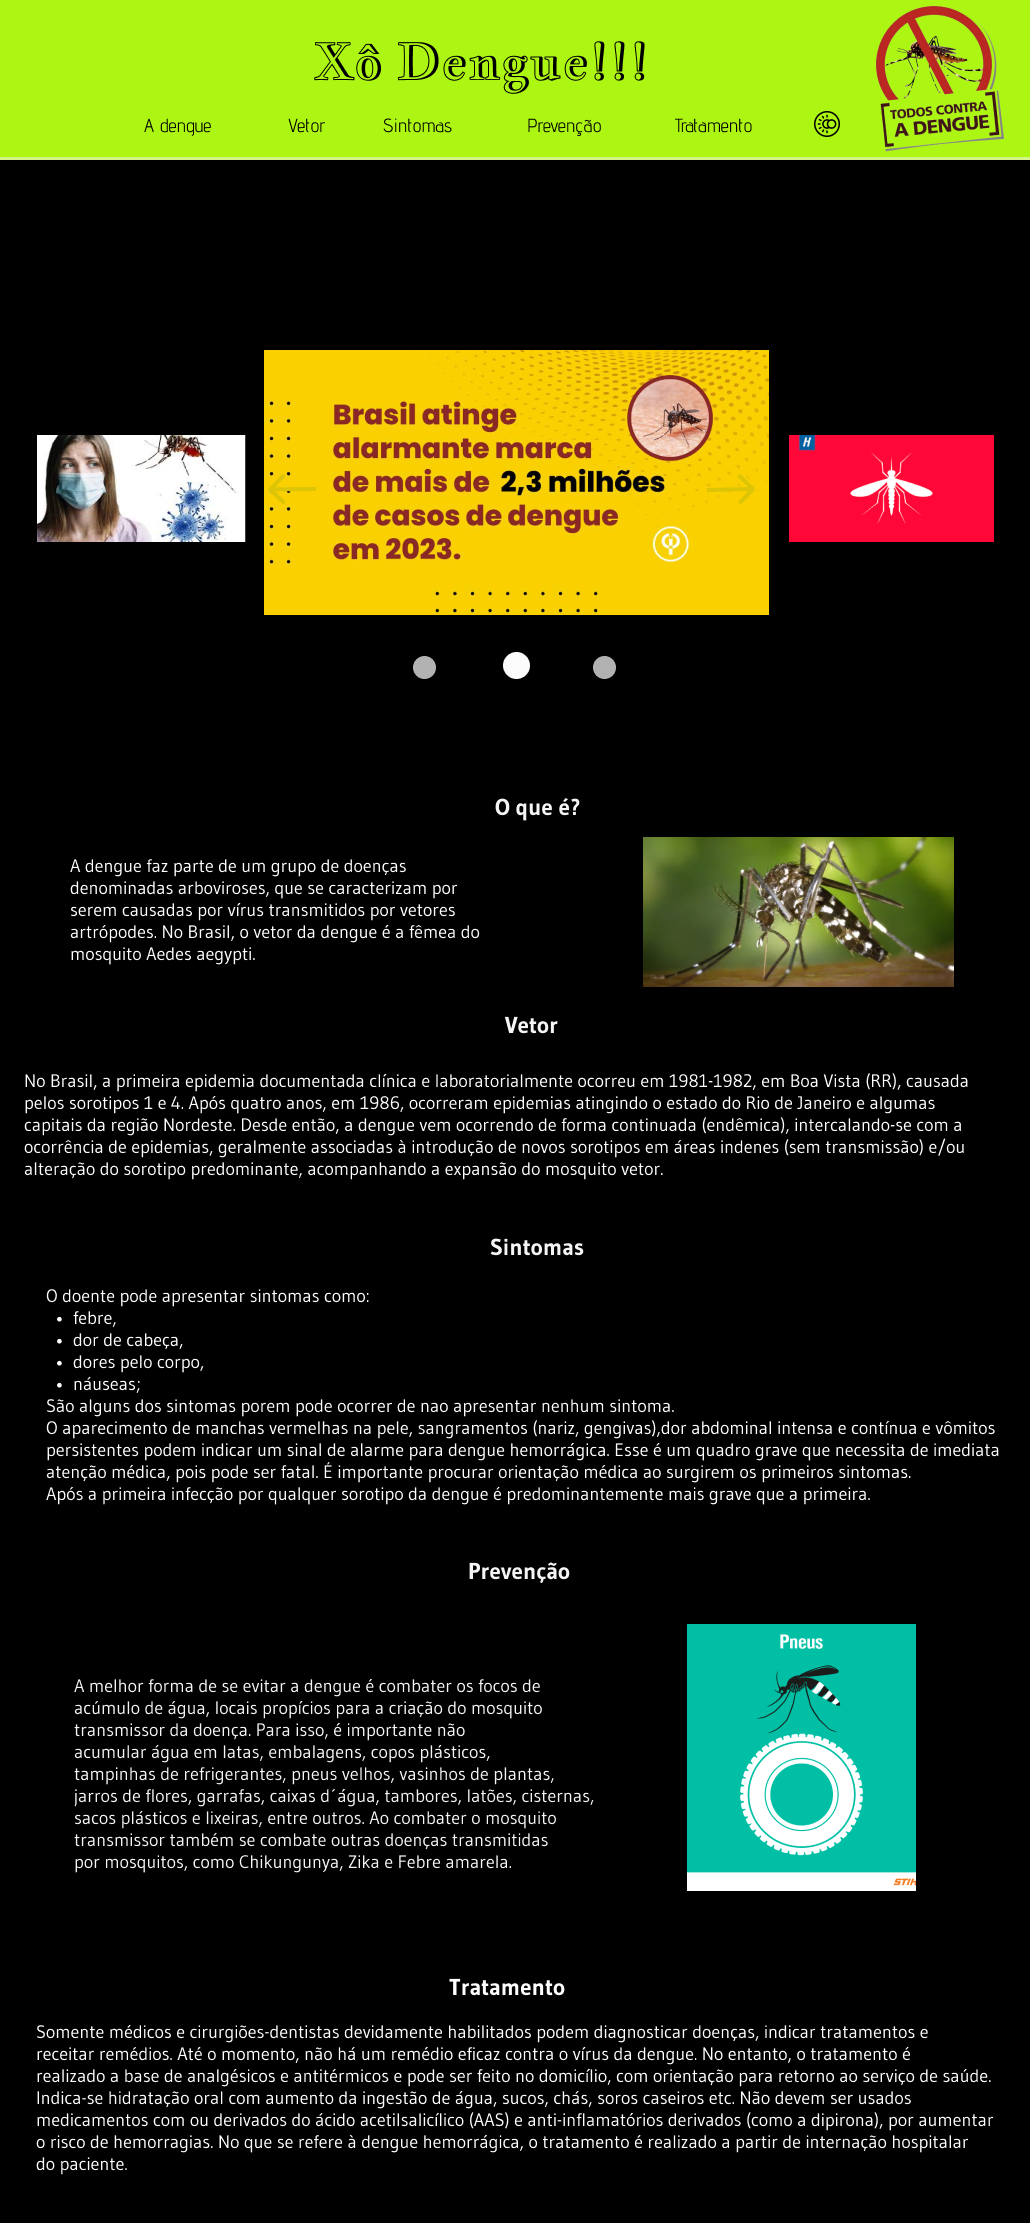 Xô Dengue!!!
A dengue
Vetor
Sintomas
Prevenção
Tratamento
TODOS CONTRA
A DENGUE
Brasil atinge
alarmante marca
de mais de 2,3 milhões
de casos de dengue
em 2023.
H
O que é?
A dengue faz parte de um grupo de doenças
denominadas arboviroses, que se caracterizam por
serem causadas por vírus transmitidos por vetores
artrópodes. No Brasil, o vetor da dengue é a fêmea do
mosquito Aedes aegypti.
Vetor
No Brasil, a primeira epidemia documentada clínica e laboratorialmente ocorreu em 1981-1982, em Boa Vista (RR), causada
pelos sorotipos 1 e 4. Após quatro anos, em 1986, ocorreram epidemias atingindo o estado do Rio de Janeiro e algumas
capitais da região Nordeste. Desde então, a dengue vem ocorrendo de forma continuada (endêmica), intercalando-se com a
ocorrência de epidemias, geralmente associadas à introdução de novos sorotipos em áreas indenes (sem transmissão) e/ou
alteração do sorotipo predominante, acompanhando a expansão do mosquito vetor.
Sintomas
O doente pode apresentar sintomas como:
• febre,
• dor de cabeça,
• dores pelo corpo,
• náuseas;
São alguns dos sintomas porem pode ocorrer de nao apresentar nenhum sintoma.
O aparecimento de manchas vermelhas na pele, sangramentos (nariz, gengivas),dor abdominal intensa e contínua e vômitos
persistentes podem indicar um sinal de alarme para dengue hemorrágica. Esse é um quadro grave que necessita de imediata
atenção médica, pois pode ser fatal. É importante procurar orientação médica ao surgirem os primeiros sintomas.
Após a primeira infecção por qualquer sorotipo da dengue é predominantemente mais grave que a primeira.
Prevenção
Pneus
A melhor forma de se evitar a dengue é combater os focos de
acúmulo de água, locais propícios para a criação do mosquito
transmissor da doença. Para isso, é importante não
acumular água em latas, embalagens, copos plásticos,
tampinhas de refrigerantes, pneus velhos, vasinhos de plantas,
jarros de flores, garrafas, caixas d´água, tambores, latões, cisternas,
sacos plásticos e lixeiras, entre outros. Ao combater o mosquito
transmissor também se combate outras doenças transmitidas
por mosquitos, como Chikungunya, Zika e Febre amarela.
STIH
Tratamento
Somente médicos e cirurgiões-dentistas devidamente habilitados podem diagnosticar doenças, indicar tratamentos e
receitar remédios. Até o momento, não há um remédio eficaz contra o vírus da dengue. No entanto, o tratamento é
realizado a base de analgésicos e antitérmicos e pode ser feito no domicílio, com orientação para retorno ao serviço de saúde.
Indica-se hidratação oral com aumento da ingestão de água, sucos, chás, soros caseiros etc. Não devem ser usados
medicamentos com ou derivados do ácido acetilsalicílico (AAS) e anti-inflamatórios derivados (como a dipirona), por aumentar
o risco de hemorragias. No que se refere à dengue hemorrágica, o tratamento é realizado a partir de internação hospitalar
do paciente.